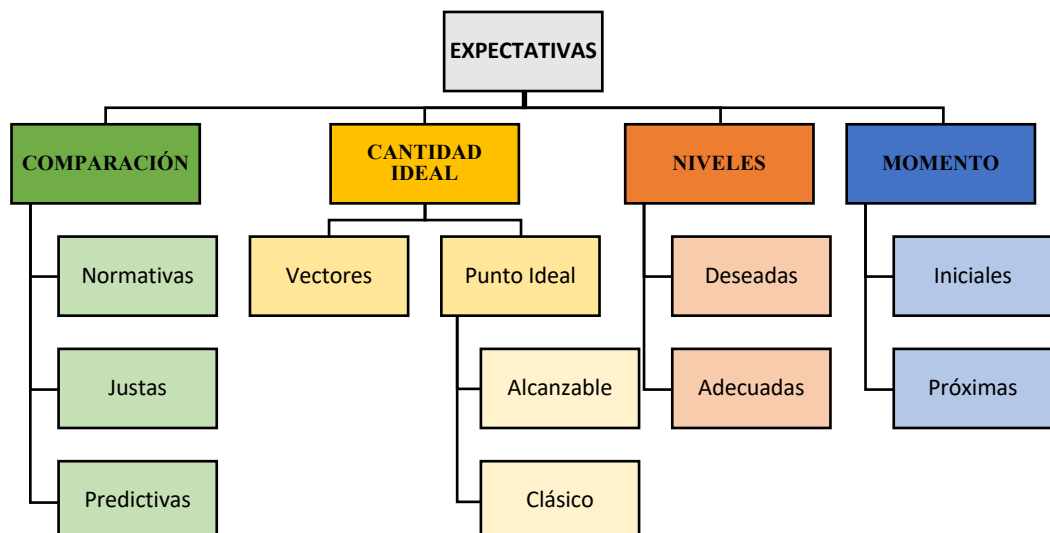 EXPECTATIVAS
COMPARACIÓN
CANTIDAD
IDEAL
NIVELES
MOMENTO
Normativas
Vectores
Punto Ideal
Deseadas
Iniciales
Justas
Alcanzable
Adecuadas
Próximas
Predictivas
Clásico